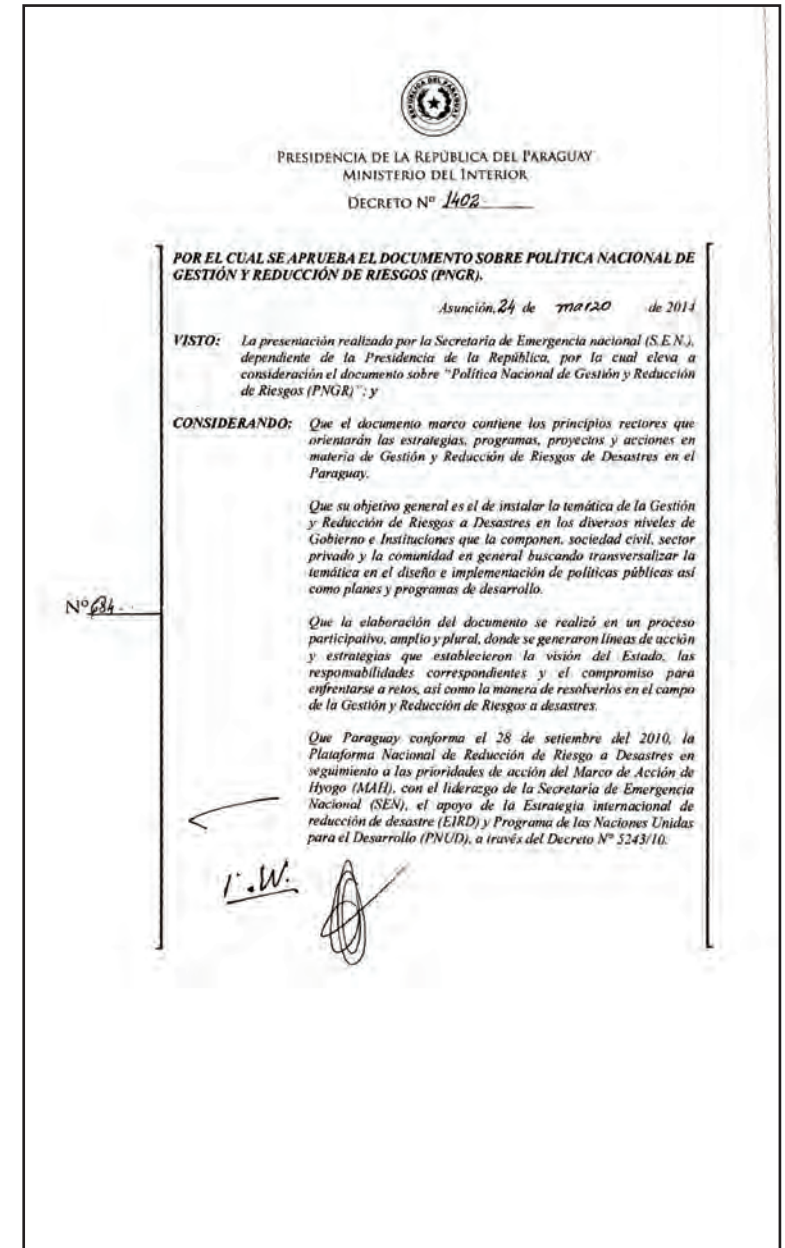 REPÚBLICA DEL PARAGUAY
PRESIDENCIA DE LA REPÚBLICA DEL PARAGUAY
MINISTERIO DEL INTERIOR
DECRETO Nº 1402
POR EL CUAL SE APRUEBA EL DOCUMENTO SOBRE POLÍTICA NACIONAL DE
GESTIÓN Y REDUCCIÓN DE RIESGOS (PNGR).
Asunción, 24 de marzo de 2014
VISTO: La presentación realizada por la Secretaría de Emergencia nacional (S.E.N.),
dependiente de la Presidencia de la República, por la cual eleva a
consideración el documento sobre "Política Nacional de Gestión y Reducción
de Riesgos (PNGR)"; y
CONSIDERANDO: Que el documento marco contiene los principios rectores que
orientarán las estrategias, programas, proyectos y acciones en
materia de Gestión y Reducción de Riesgos de Desastres en el
Paraguay.
Que su objetivo general es el de instalar la temática de la Gestión
y Reducción de Riesgos a Desastres en los diversos niveles de
Gobierno e Instituciones que la componen, sociedad civil, sector
privado y la comunidad en general buscando transversalizar la
temática en el diseño e implementación de políticas públicas así
como planes y programas de desarrollo.
Nº 684
Que la elaboración del documento se realizó en un proceso
participativo, amplio y plural, donde se generaron líneas de acción
y estrategias que establecieron la visión del Estado, las
responsabilidades correspondientes y el compromiso para
enfrentarse a retos, así como la manera de resolverlos en el campo
de la Gestión y Reducción de Riesgos a desastres.
Que Paraguay conforma el 28 de setiembre del 2010, la
Plataforma Nacional de Reducción de Riesgo a Desastres en
seguimiento a las prioridades de acción del Marco de Acción de
Hyogo (MAH), con el liderazgo de la Secretaría de Emergencia
Nacional (SEN), el apoyo de la Estrategia internacional de
reducción de desastre (EIRD) y Programa de las Naciones Unidas
para el Desarrollo (PNUD), a través del Decreto Nº 5243/10.